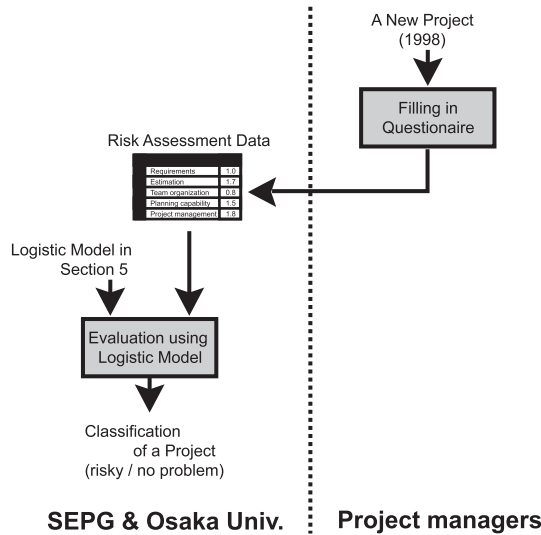 A New Project
(1998)
Filling in
Questionaire
Risk Assessment Data
Requirements 1.0
Estimation 1.7
Team organization 0.8
Planning capability 1.5
Project management 1.8
Logistic Model in
Section 5
Evaluation using
Logistic Model
Classification
of a Project
(risky / no problem)
SEPG & Osaka Univ.
Project managers